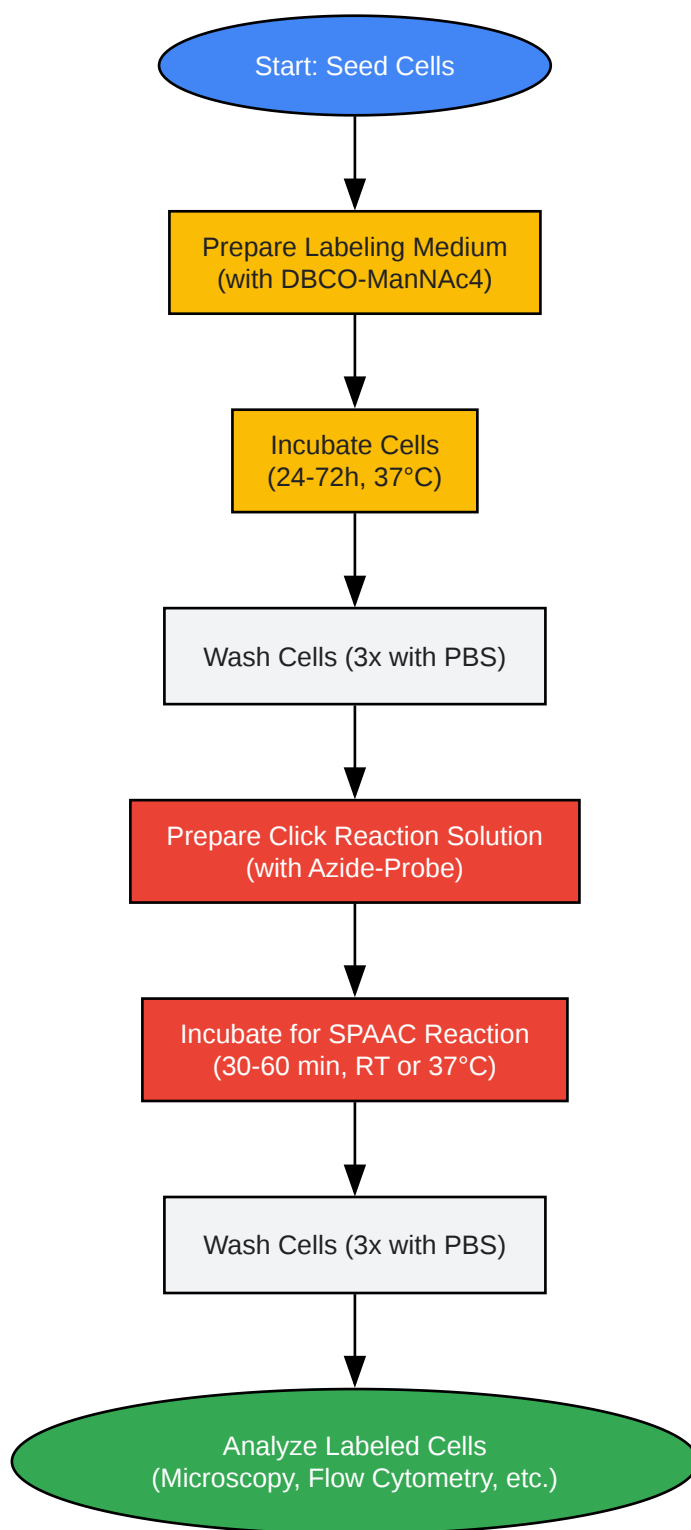 Start: Seed Cells
Prepare Labeling Medium
(with DBCO-ManNAc4)
Incubate Cells
(24-72h, 37°C)
Wash Cells (3x with PBS)
Prepare Click Reaction Solution
(with Azide-Probe)
Incubate for SPAAC Reaction
(30-60 min, RT or 37°C)
Wash Cells (3x with PBS)
Analyze Labeled Cells
(Microscopy, Flow Cytometry, etc.)